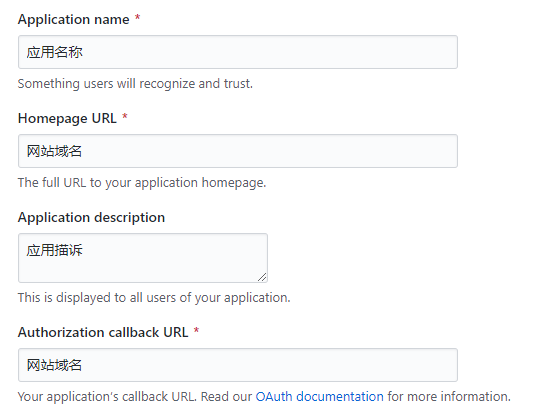 Application name *
应用名称
Something users will recognize and trust.
Homepage URL *
网站域名
The full URL to your application homepage.
Application description
应用描诉
This is displayed to all users of your application.
Authorization callback URL *
网站域名
Your application's callback URL. Read our OAuth documentation for more information.